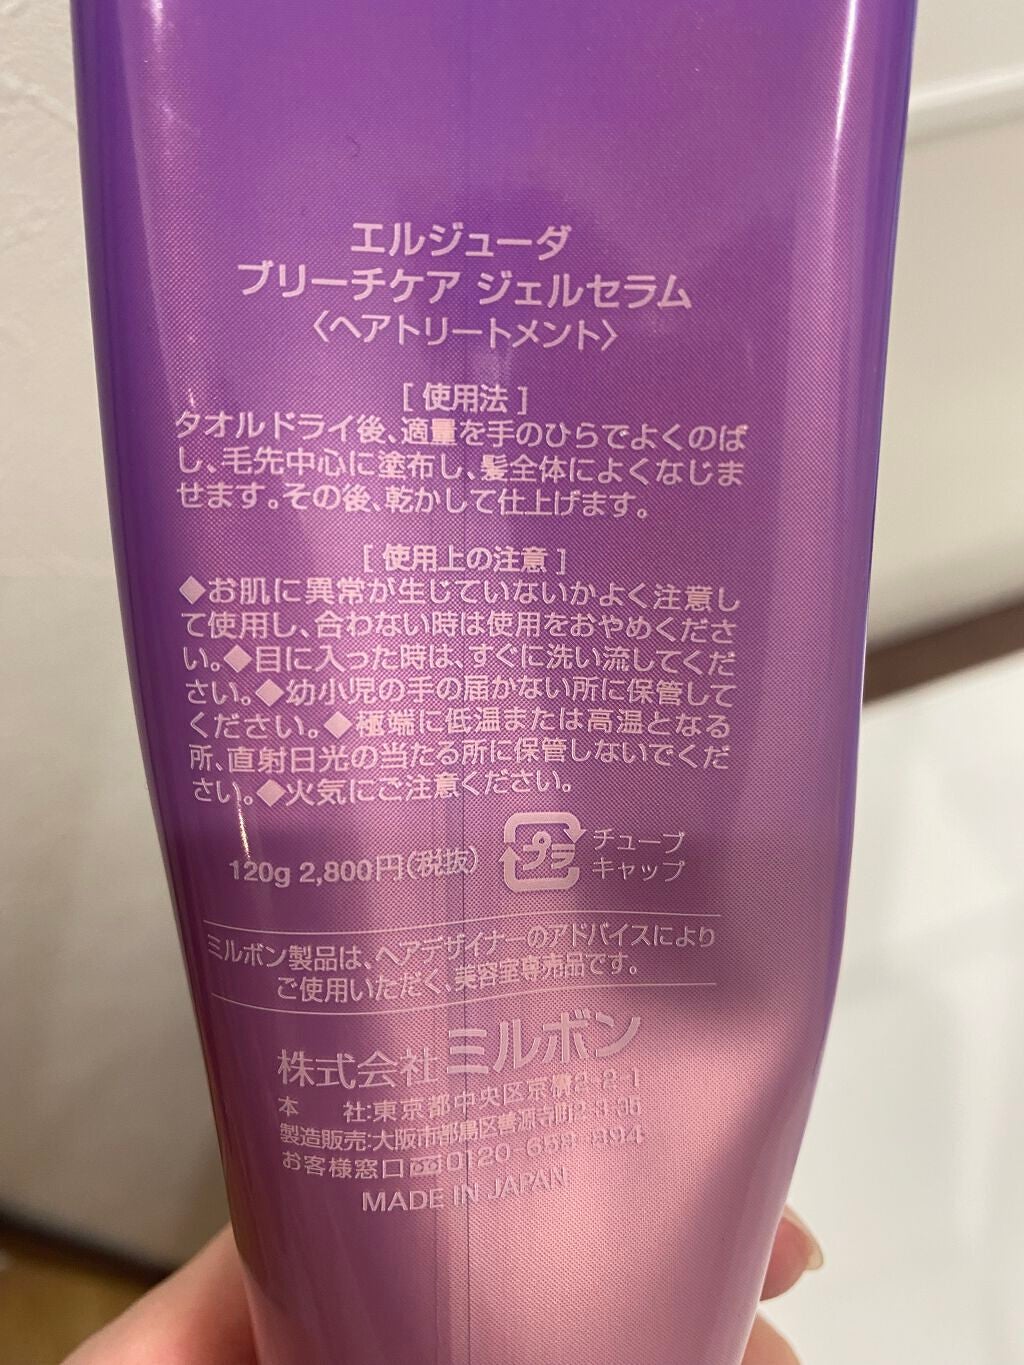 エルジューダ
ブリーチケア ジェルセラム
〈ヘアトリートメント〉
[ 使用法 ]
タオルドライ後、適量を手のひらでよくのば
し、毛先中心に塗布し、髪全体によくなじま
せます。その後、乾かして仕上げます。
[ 使用上の注意 ]
◆お肌に異常が生じていないかよく注意し
て使用し、合わない時は使用をおやめくださ
い。◆目に入った時は、すぐに洗い流してくだ
さい。◆幼小児の手の届かない所に保管して
ください。◆極端に低温または高温となる
所、直射日光の当たる所に保管しないでくだ
さい。◆火気にご注意ください。
プラ
チューブ
キャップ
120g 2,800円(税抜)
ミルボン製品は、ヘアデザイナーのアドバイスにより
ご使用いただく、美容室専売品です。
株式会社 ミルボン
本 社:東京都中央区京橋2-2-1
製造販売:大阪市都島区善源寺町2-3-35
お客様窓口 0120-658-894
MADE IN JAPAN